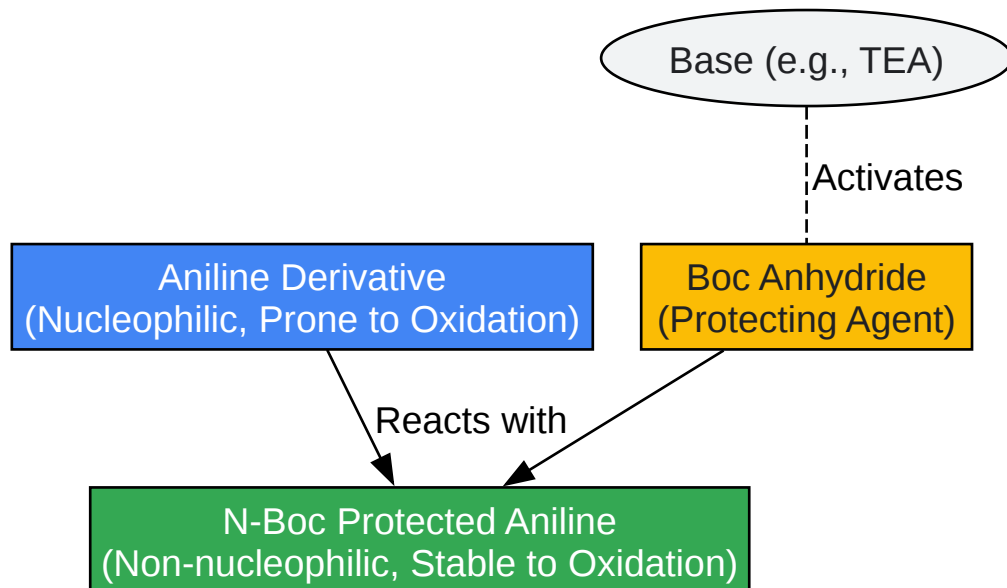 Base (e.g., TEA)
Activates
Aniline Derivative
(Nucleophilic, Prone to Oxidation)
Boc Anhydride
(Protecting Agent)
Reacts with
N-Boc Protected Aniline
(Non-nucleophilic, Stable to Oxidation)